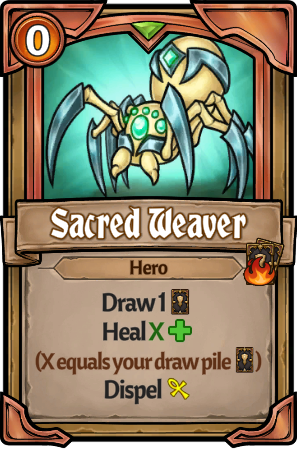 0
Sacred Weaver
Hero
Draw 1
Heal X
(X equals your draw pile )
Dispel